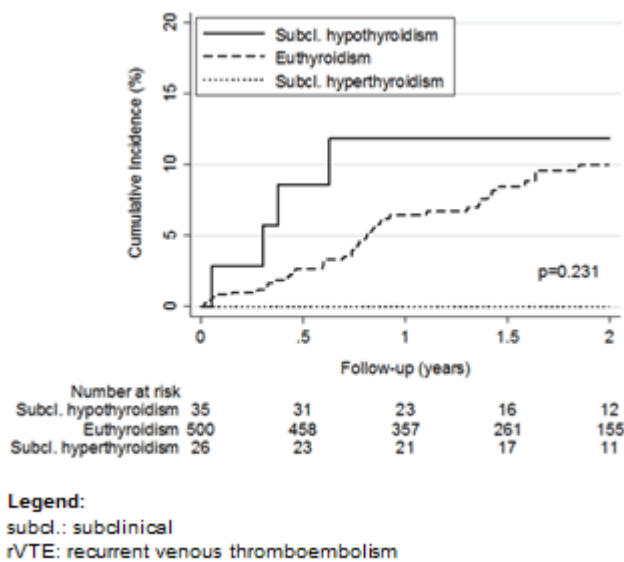 20
15
10
5
0
Cumulative Incidence (%)
Subcl. hypothyroidism
Euthyroidism
Subcl. hyperthyroidism
p=0.231
0 .5 1 1.5 2
Follow-up (years)
Number at risk
Subcl. hypothyroidism 35 31 23 16 12
Euthyroidism 500 458 357 261 155
Subcl. hyperthyroidism 26 23 21 17 11
Legend:
subcl.: subclinical
rVTE: recurrent venous thromboembolism